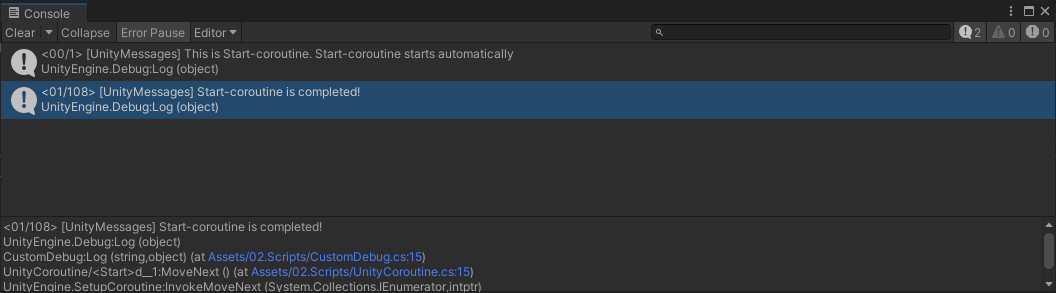 Console
Clear Collapse Error Pause Editor 2 0 0
<00/1> [UnityMessages] This is Start-coroutine. Start-coroutine starts automatically
UnityEngine.Debug:Log (object)
<01/108> [UnityMessages] Start-coroutine is completed!
UnityEngine.Debug:Log (object)
<01/108> [UnityMessages] Start-coroutine is completed!
UnityEngine.Debug:Log (object)
CustomDebug:Log (string,object) (at Assets/02.Scripts/CustomDebug.cs:15)
UnityCoroutine/<Start>d__1:MoveNext () (at Assets/02.Scripts/UnityCoroutine.cs:15)
UnityEngine.SetupCoroutine:InvokeMoveNext (System.Collections.IEnumerator,intptr)